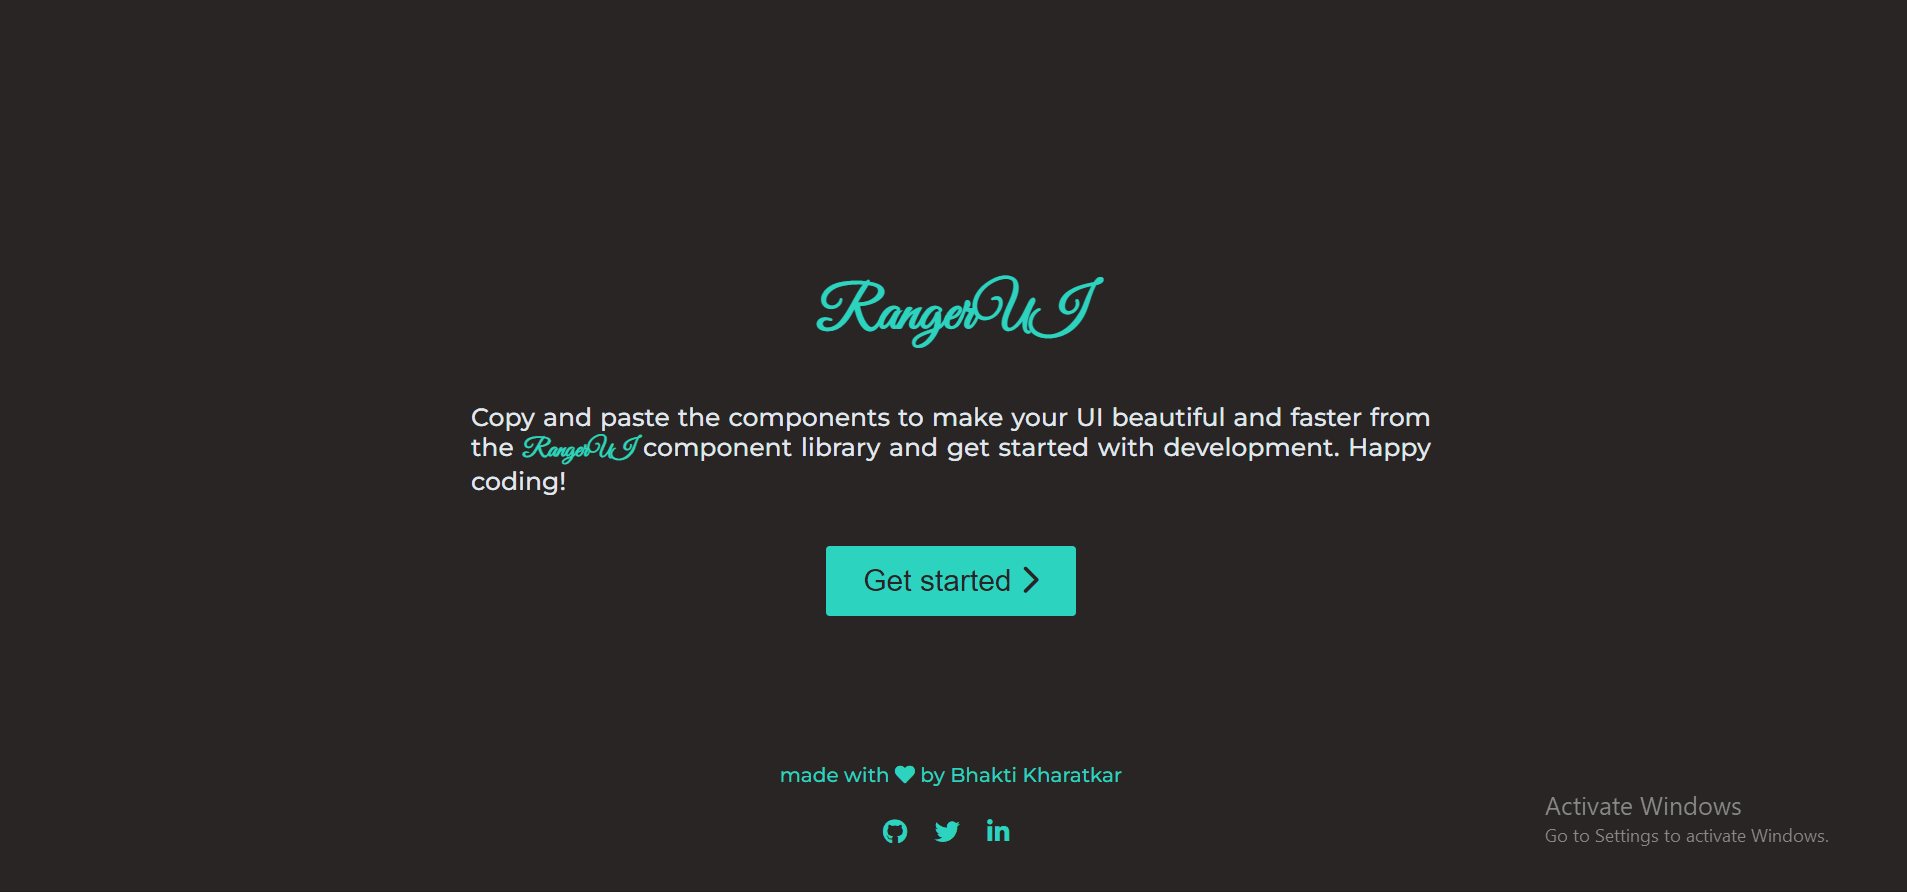 RangerUI
Copy and paste the components to make your UI beautiful and faster from
the RangerUI component library and get started with development. Happy
coding!
Get started
made with by Bhakti Kharatkar
in
Activate Windows
Go to Settings to activate Windows.